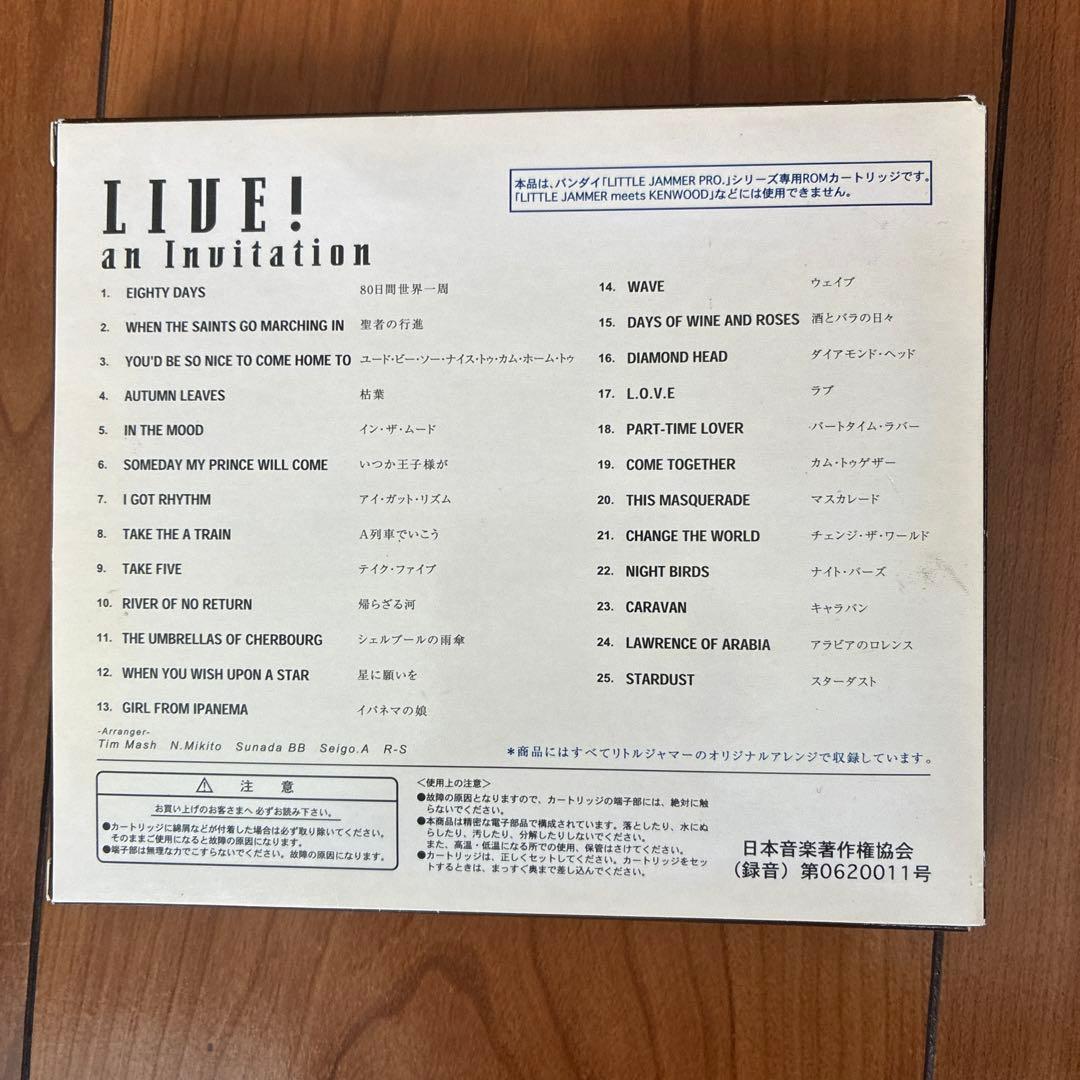 LIVE!
an Invitation
本品は、バンダイ「LITTLE JAMMER PRO.」シリーズ専用ROMカートリッジです。
「LITTLE JAMMER meets KENWOOD」などには使用できません。
1. EIGHTY DAYS 80日間世界一周
2. WHEN THE SAINTS GO MARCHING IN 聖者の行進
3. YOU'D BE SO NICE TO COME HOME TO ユード・ビー・ソー・ナイス・トゥ・カム・ホーム・トゥ
4. AUTUMN LEAVES 枯葉
5. IN THE MOOD イン・ザ・ムード
6. SOMEDAY MY PRINCE WILL COME いつか王子様が
7. I GOT RHYTHM アイ・ガット・リズム
8. TAKE THE A TRAIN A列車でいこう
9. TAKE FIVE テイク・ファイブ
10. RIVER OF NO RETURN 帰らざる河
11. THE UMBRELLAS OF CHERBOURG シェルブールの雨傘
12. WHEN YOU WISH UPON A STAR 星に願いを
13. GIRL FROM IPANEMA イパネマの娘
14. WAVE ウェイブ
15. DAYS OF WINE AND ROSES 酒とバラの日々
16. DIAMOND HEAD ダイアモンド・ヘッド
17. L.O.V.E ラブ
18. PART-TIME LOVER パートタイム・ラバー
19. COME TOGETHER カム・トゥゲザー
20. THIS MASQUERADE マスカレード
21. CHANGE THE WORLD チェンジ・ザ・ワールド
22. NIGHT BIRDS ナイト・バーズ
23. CARAVAN キャラバン
24. LAWRENCE OF ARABIA アラビアのロレンス
25. STARDUST スターダスト
-Arranger-
Tim Mash N.Mikito Sunada BB Seigo.A R-S
*商品にはすべてリトルジャマーのオリジナルアレンジで収録しています。
注意
お買い上げのお客さまへ 必ずお読み下さい。
●カートリッジに綿屑などが付着した場合は必ず取り除いてください。
そのままご使用になると故障の原因になります。
●端子部は無理な力でこすらないでください。故障の原因になります。
＜使用上の注意＞
●故障の原因となりますので、カートリッジの端子部には、絶対に触
らないでください。
●本商品は精密な電子部品で構成されています。落としたり、水にぬ
らしたり、汚したり、分解したりしないでください。
また、高温・低温になる所での使用、保管はさけてください。
●カートリッジは、正しくセットしてください。カートリッジをセッ
トするときは、まっすぐ奥まで差し込んでください。
日本音楽著作権協会
（録音）第0620011号